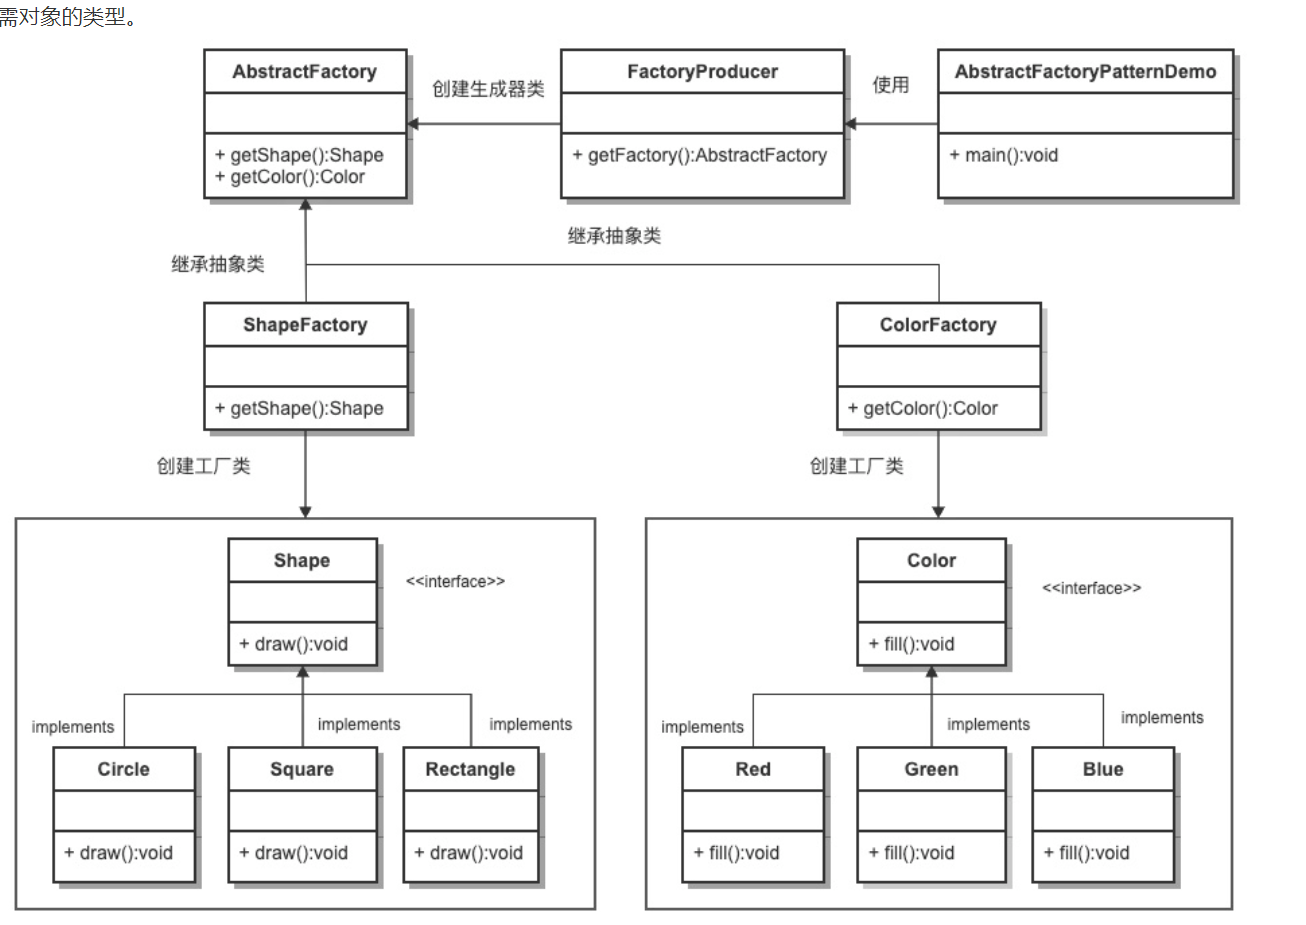 需对象的类型。
AbstractFactory
+ getShape():Shape
+ getColor():Color
创建生成器类
FactoryProducer
+ getFactory():AbstractFactory
使用
AbstractFactoryPatternDemo
+ main():void
继承抽象类
继承抽象类
ShapeFactory
+ getShape():Shape
ColorFactory
+ getColor():Color
创建工厂类
创建工厂类
Shape
+ draw():void
<<interface>>
implements
implements
implements
Circle
+ draw():void
Square
+ draw():void
Rectangle
+ draw():void
Color
+ fill():void
<<interface>>
implements
implements
implements
Red
+ fill():void
Green
+ fill():void
Blue
+ fill():void